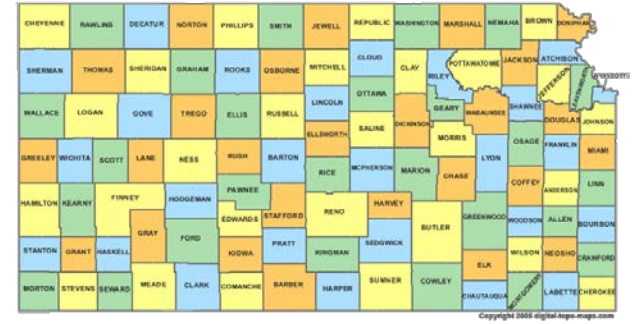 CHEYENNE RAWLINS DECATUR NORTON PHILLIPS SMITH JEWELL REPUBLIC WASHINGTON MARSHALL NEMAHA BROWN DONIPHAN
SHERMAN THOMAS SHERIDAN GRAHAM ROOKS OSBORNE MITCHELL CLOUD CLAY RILEY POTTAWATOMIE JACKSON ATCHISON
JEFFERSON LEAVENWORTH WYANDOTTE
LINCOLN OTTAWA
WALLACE LOGAN GOVE TREGO ELLIS RUSSELL ELLSWORTH SALINE DICKINSON GEARY WABAUNSEE SHAWNEE DOUGLAS JOHNSON
MORRIS OSAGE FRANKLIN MIAMI
GREELEY WICHITA SCOTT LANE NESS RUSH BARTON RICE MCPHERSON MARION CHASE LYON
COFFEY ANDERSON LINN
HAMILTON KEARNY FINNEY HODGEMAN PAWNEE STAFFORD RENO HARVEY BUTLER GREENWOOD WOODSON ALLEN BOURBON
GRAY FORD EDWARDS
STANTON GRANT HASKELL KIOWA PRATT KINGMAN SEDGWICK ELK WILSON NEOSHO CRAWFORD
MORTON STEVENS SEWARD MEADE CLARK COMANCHE BARBER HARPER SUMNER COWLEY CHAUTAUQUA MONTGOMERY LABETTE CHEROKEE
Copyright 2005 digital-topo-maps.com